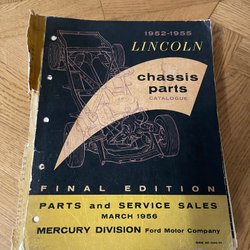 1952-1955
LINCOLN
chassis
parts
CATALOGUE
FINAL EDITION
PARTS and SERVICE SALES
MARCH 1956
MERCURY DIVISION Ford Motor Company